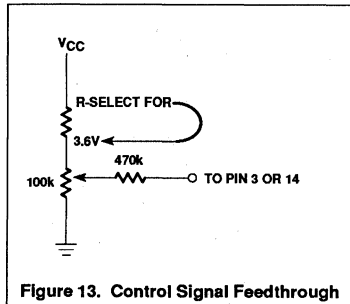 VCC
R-SELECT FOR
3.6V
470k
100k
TO PIN 3 OR 14
Figure 13. Control Signal Feedthrough